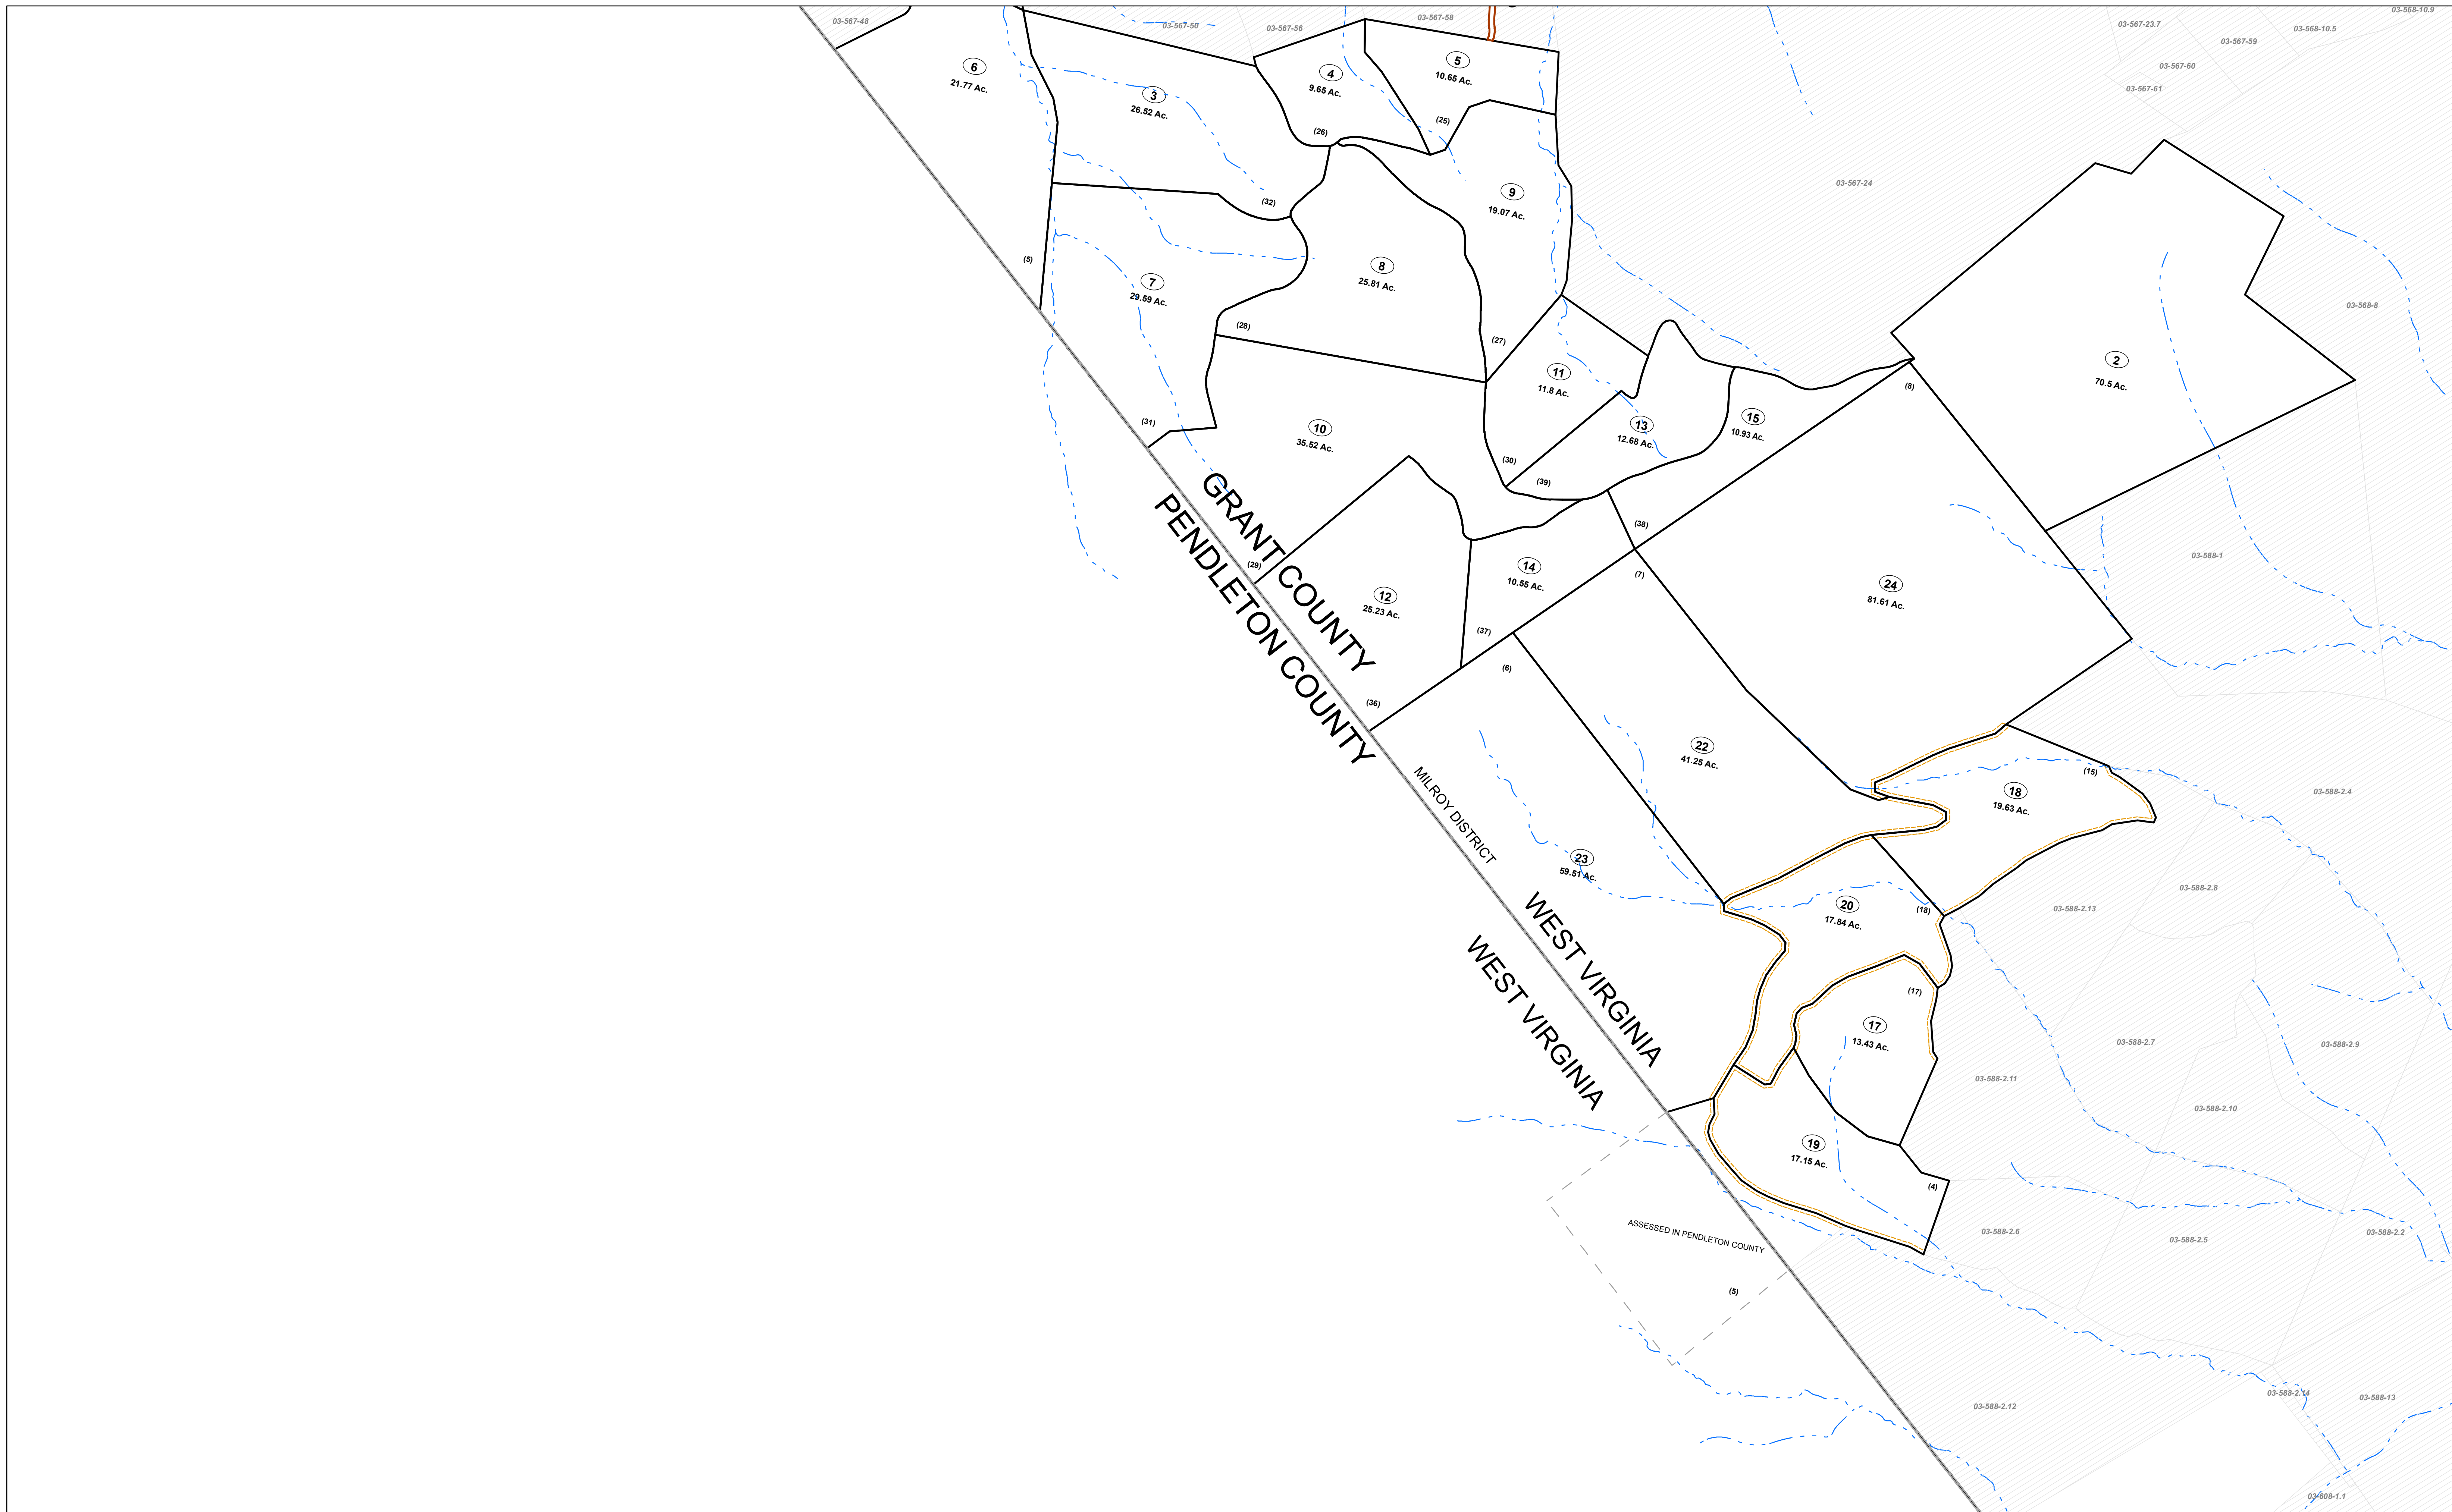 03-567-48
03-567-50
03-567-56
03-567-58
03-567-23.7
03-567-59
03-568-10.5
03-568-10.9
03-567-60
03-567-61
6
21.77 Ac.
3
26.52 Ac.
4
9.65 Ac.
5
10.65 Ac.
(26)
(25)
(32)
9
19.07 Ac.
03-567-24
(5)
7
29.59 Ac.
8
25.81 Ac.
03-568-8
(28)
(27)
11
11.8 Ac.
2
70.5 Ac.
(8)
(31)
10
35.52 Ac.
13
12.68 Ac.
15
10.93 Ac.
(30)
(39)
(38)
GRANT COUNTY
PENDLETON COUNTY
(29)
12
25.23 Ac.
14
10.55 Ac.
(7)
24
81.61 Ac.
03-588-1
(37)
(6)
(36)
22
41.25 Ac.
MILROY DISTRICT
(15)
18
19.63 Ac.
03-588-2.4
23
59.51 Ac.
WEST VIRGINIA
WEST VIRGINIA
20
17.84 Ac.
(18)
03-588-2.13
03-588-2.8
(17)
17
13.43 Ac.
03-588-2.7
03-588-2.9
03-588-2.11
03-588-2.10
19
17.15 Ac.
(4)
ASSESSED IN PENDLETON COUNTY
03-588-2.6
03-588-2.5
03-588-2.2
(5)
03-588-2.12
03-588-2.14
03-588-13
03-608-1.1